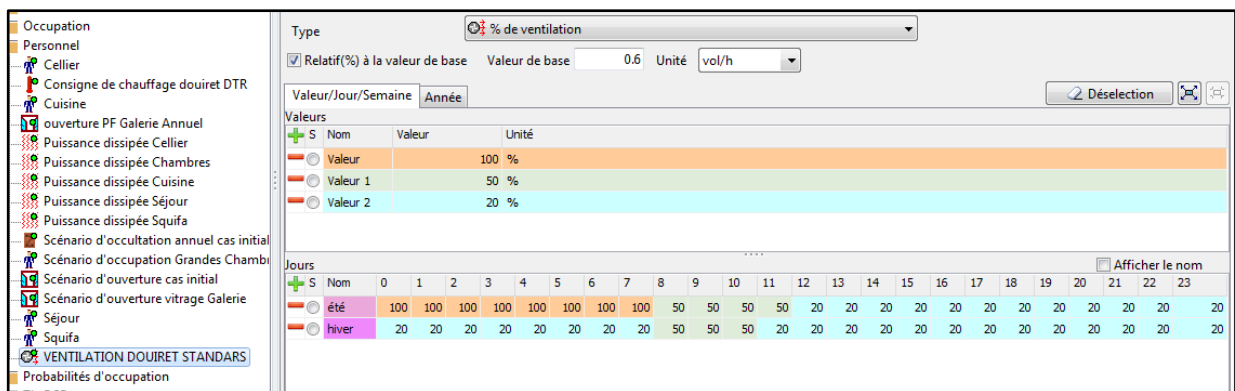 Occupation
Personnel
Cellier
Consigne de chauffage douiret DTR
Cuisine
ouverture PF Galerie Annuel
Puissance dissipée Cellier
Puissance dissipée Chambres
Puissance dissipée Cuisine
Puissance dissipée Séjour
Puissance dissipée Squifa
Scénario d'occultation annuel cas initial
Scénario d'occupation Grandes Chamb
Scénario d'ouverture cas initial
Scénario d'ouverture vitrage Galerie
Séjour
Squifa
VENTILATION DOUIRET STANDARS
Probabilités d'occupation
Type % de ventilation
Relatif(%) à la valeur de base Valeur de base 0.6 Unité vol/h
Valeur/Jour/Semaine Année Déselection
Valeurs
S Nom Valeur Unité
Valeur 100 %
Valeur 1 50 %
Valeur 2 20 %
Jours Afficher le nom
S Nom 0 1 2 3 4 5 6 7 8 9 10 11 12 13 14 15 16 17 18 19 20 21 22 23
été 100 100 100 100 100 100 100 100 50 50 50 50 20 20 20 20 20 20 20 20 20 20 20 20
hiver 20 20 20 20 20 20 20 20 50 50 50 20 20 20 20 20 20 20 20 20 20 20 20 20